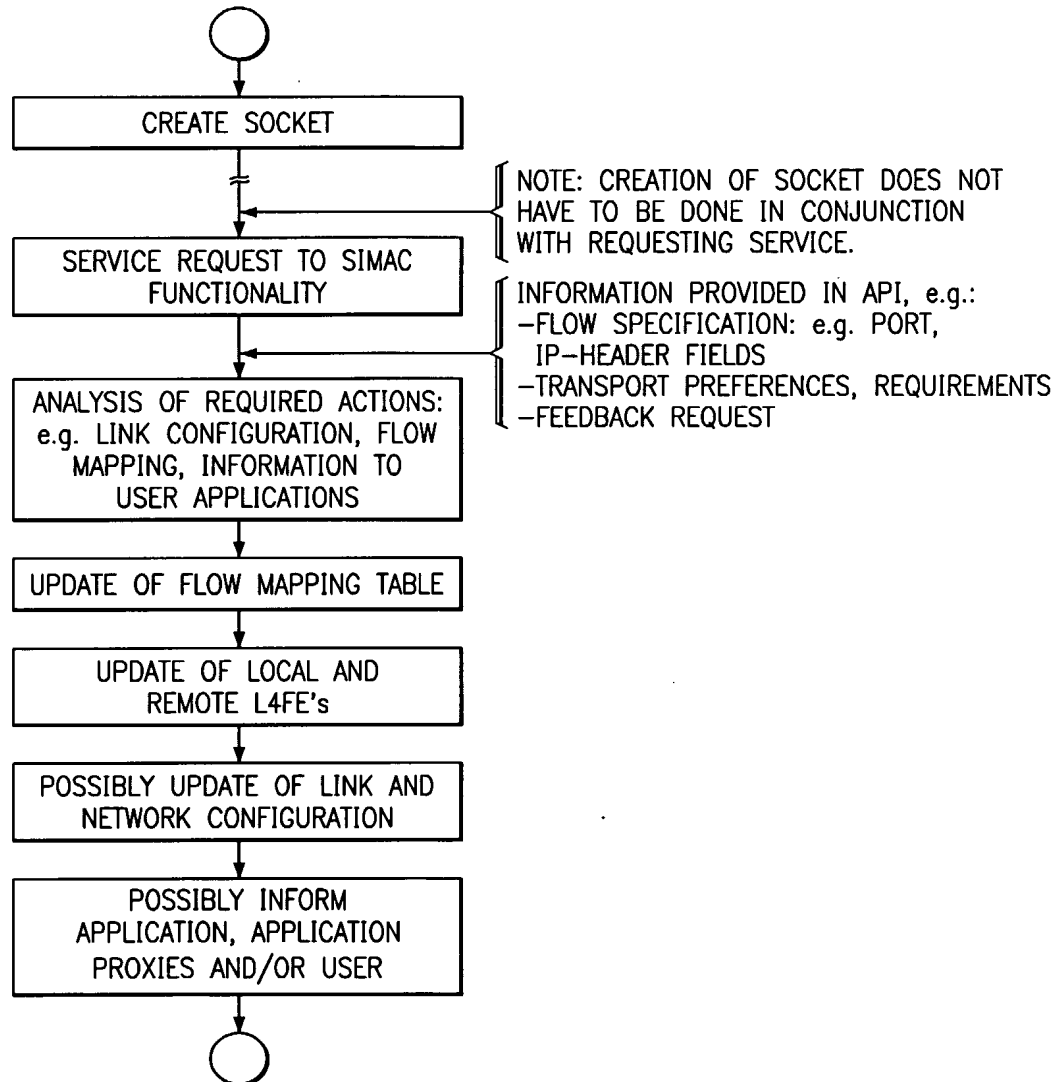 CREATE SOCKET
NOTE: CREATION OF SOCKET DOES NOT
HAVE TO BE DONE IN CONJUNCTION
WITH REQUESTING SERVICE.
SERVICE REQUEST TO SIMAC
FUNCTIONALITY
INFORMATION PROVIDED IN API, e.g.:
-FLOW SPECIFICATION: e.g. PORT,
IP-HEADER FIELDS
-TRANSPORT PREFERENCES, REQUIREMENTS
-FEEDBACK REQUEST
ANALYSIS OF REQUIRED ACTIONS:
e.g. LINK CONFIGURATION, FLOW
MAPPING, INFORMATION TO
USER APPLICATIONS
UPDATE OF FLOW MAPPING TABLE
UPDATE OF LOCAL AND
REMOTE L4FE's
POSSIBLY UPDATE OF LINK AND
NETWORK CONFIGURATION
POSSIBLY INFORM
APPLICATION, APPLICATION
PROXIES AND/OR USER